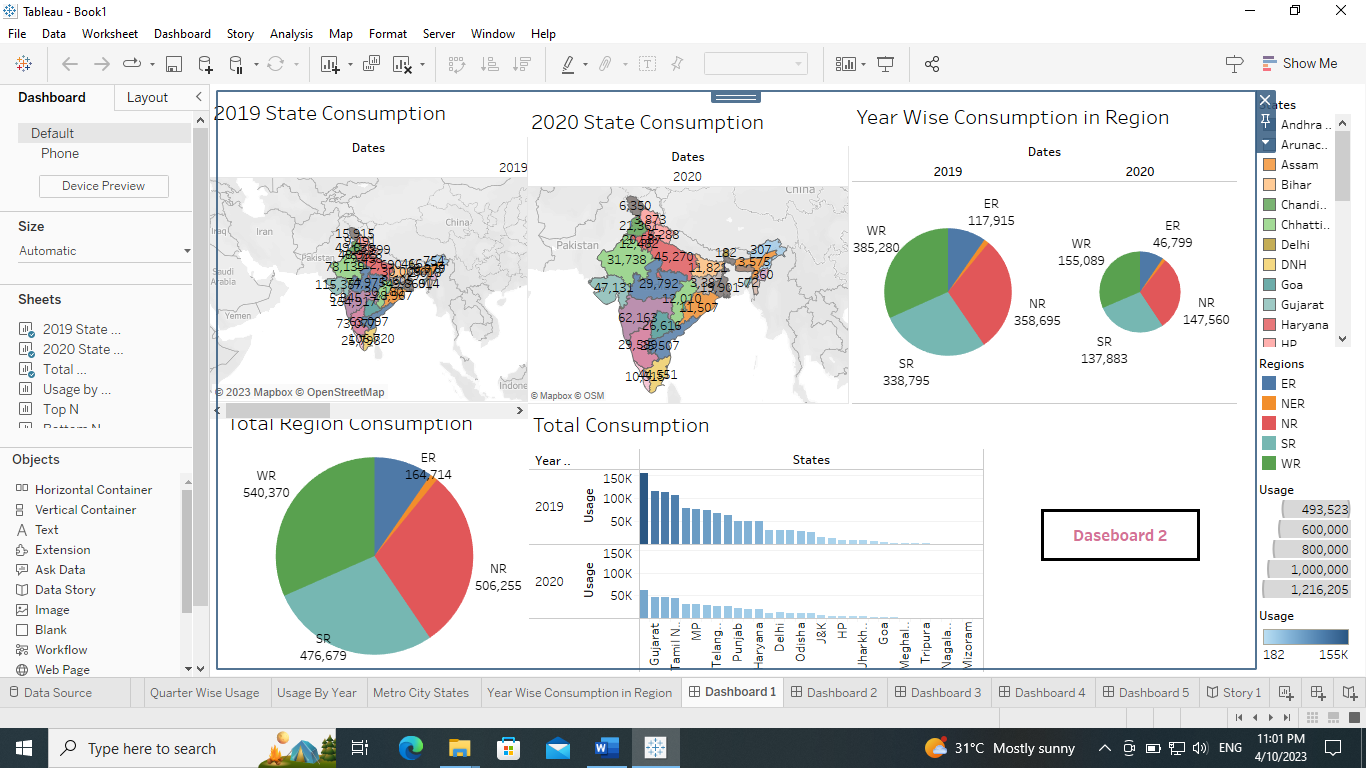 Tableau - Book1
File Data Worksheet Dashboard Story Analysis Map Format Server Window Help
Show Me
Dashboard Layout
Default
Phone
Device Preview
Size
Automatic
Sheets
2019 State ...
2020 State ...
Total ...
Usage by ...
Top N
Bottom N
Objects
Horizontal Container
Vertical Container
Text
Extension
Ask Data
Data Story
Image
Blank
Workflow
Web Page
2019 State Consumption
Dates
2019
China
Pakistan
Iran
Saudi
Arabia
Yemen
Indone
15,915
78,139
115,357
© 2023 Mapbox © OpenStreetMap
2020 State Consumption
Dates
2020
China
Pakistan
6,350
21,361
31,738
45,270
182
307
3,573
11,821
47,131
29,792
12,010
11,507
62,163
26,616
© Mapbox © OSM
Year Wise Consumption in Region
Dates
2019 2020
ER
117,915
WR
385,280
NR
358,695
SR
338,795
ER
46,799
WR
155,089
NR
147,560
SR
137,883
Total Region Consumption
ER
164,714
WR
540,370
NR
506,255
SR
476,679
Total Consumption
Year .. States
2019
Usage
150K
100K
50K
2020
Usage
150K
100K
50K
Gujarat
Tamil N..
MP
Telang..
Punjab
Haryana
Delhi
Odisha
J&K
HP
Jharkh..
Goa
Meghal..
Tripura
Nagala..
Mizoram
Daseboard 2
Andhra ..
Arunac..
Assam
Bihar
Chandi..
Chhatti..
Delhi
DNH
Goa
Gujarat
Haryana
HP
Regions
ER
NER
NR
SR
WR
Usage
493,523
600,000
800,000
1,000,000
1,216,205
Usage
182 155K
Data Source Quarter Wise Usage Usage By Year Metro City States Year Wise Consumption in Region Dashboard 1 Dashboard 2 Dashboard 3 Dashboard 4 Dashboard 5 Story 1
Type here to search
31°C Mostly sunny
ENG
11:01 PM
4/10/2023